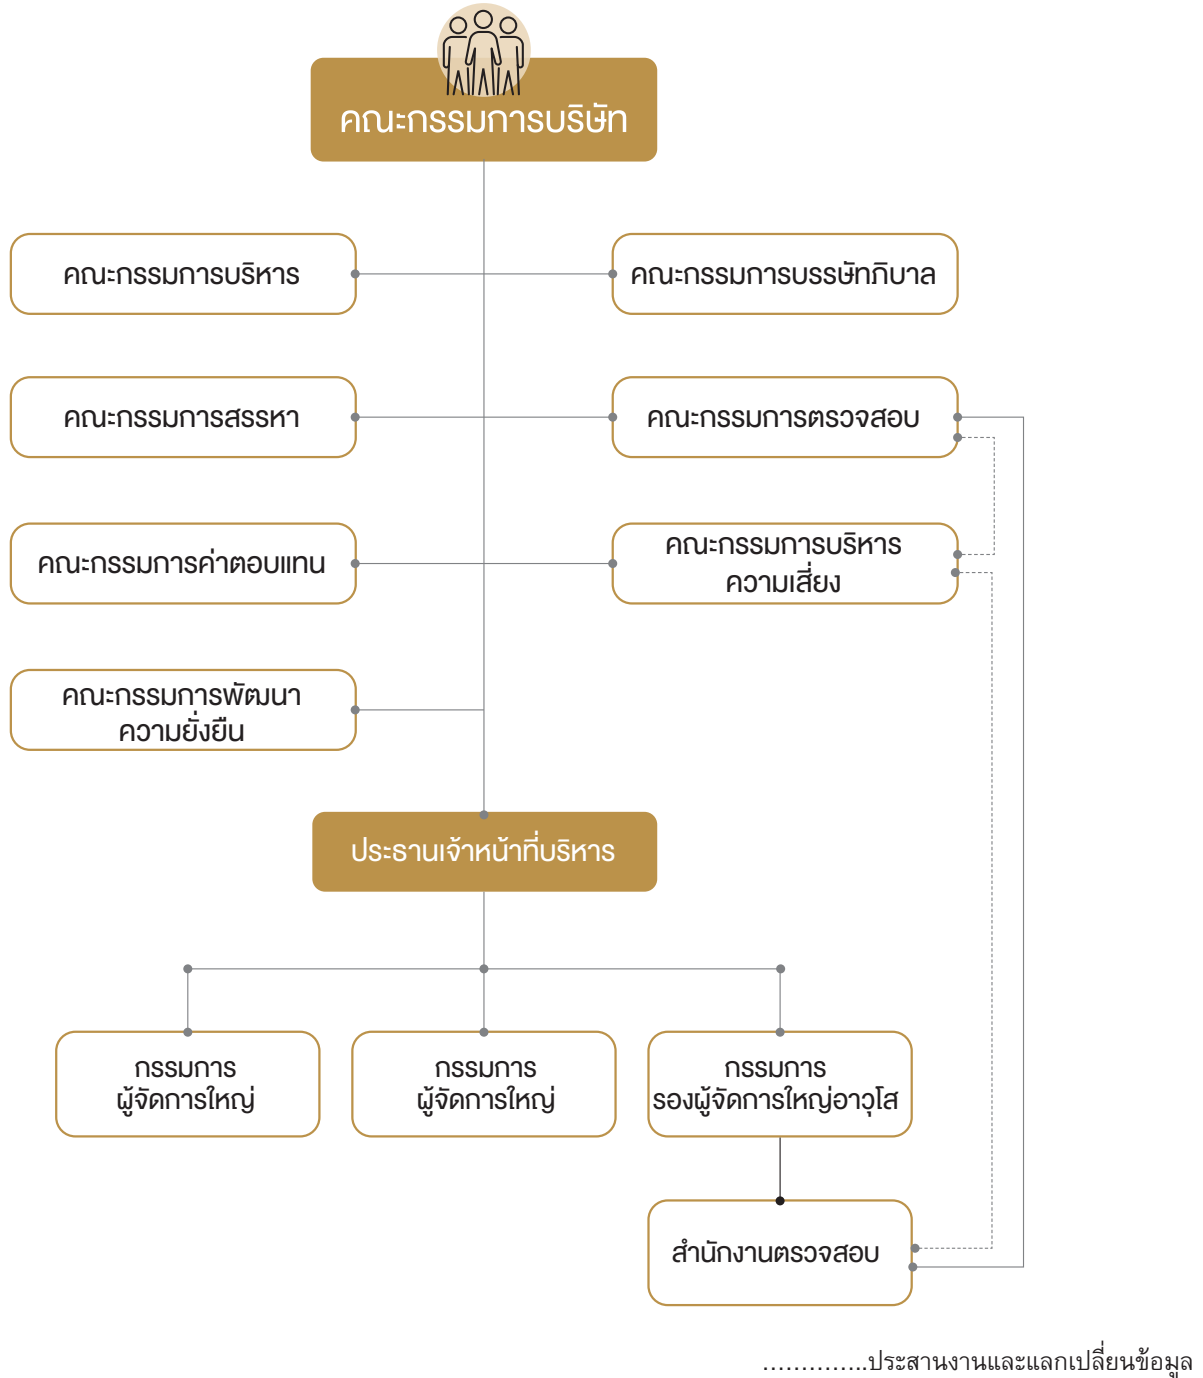 คณะกรรมการบริษัท
คณะกรรมการบริหาร
คณะกรรมการบรรษัทภิบาล
คณะกรรมการสรรหา
คณะกรรมการตรวจสอบ
คณะกรรมการค่าตอบแทน
คณะกรรมการบริหาร
ความเสี่ยง
คณะกรรมการพัฒนา
ความยั่งยืน
ประธานเจ้าหน้าที่บริหาร
กรรมการ
ผู้จัดการใหญ่
กรรมการ
ผู้จัดการใหญ่
กรรมการ
รองผู้จัดการใหญ่อาวุโส
สำนักงานตรวจสอบ
..............ประสานงานและแลกเปลี่ยนข้อมูล